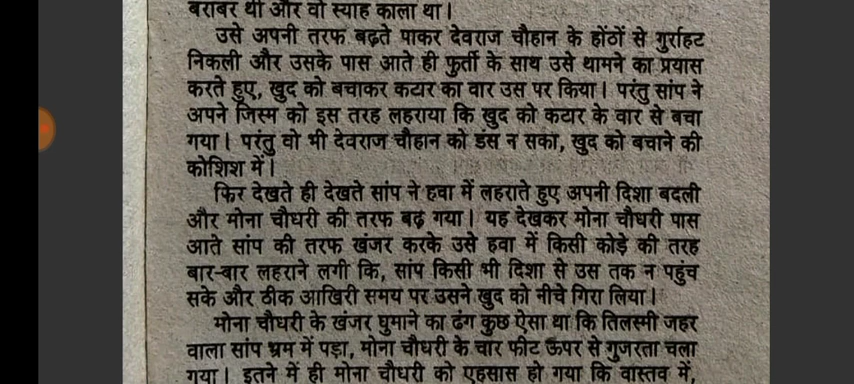 बराबर थी और वो स्याह काला था।
उसे अपनी तरफ बढ़ते पाकर देवराज चौहान के होंठों से गुर्राहट
निकली और उसके पास आते ही फुर्ती के साथ उसे थामने का प्रयास
करते हुए, खुद को बचाकर कटार का वार उस पर किया। परंतु सांप ने
अपने जिस्म को इस तरह लहराया कि खुद को कटार के वार से बचा
गया। परंतु वो भी देवराज चौहान को डंस न सका, खुद को बचाने की
कोशिश में।
फिर देखते ही देखते सांप ने हवा में लहराते हुए अपनी दिशा बदली
और मोना चौधरी की तरफ बढ़ गया। यह देखकर मोना चौधरी पास
आते सांप की तरफ खंजर करके उसे हवा में किसी कोड़े की तरह
बार-बार लहराने लगी कि, सांप किसी भी दिशा से उस तक न पहुंच
सके और ठीक आखिरी समय पर उसने खुद को नीचे गिरा लिया।
मोना चौधरी के खंजर घुमाने का ढंग कुछ ऐसा था कि तिलस्मी जहर
वाला सांप भ्रम में पड़ा, मोना चौधरी के चार फीट ऊपर से गुजरता चला
गया। इतने में ही मोना चौधरी को एहसास हो गया कि वास्तव में,